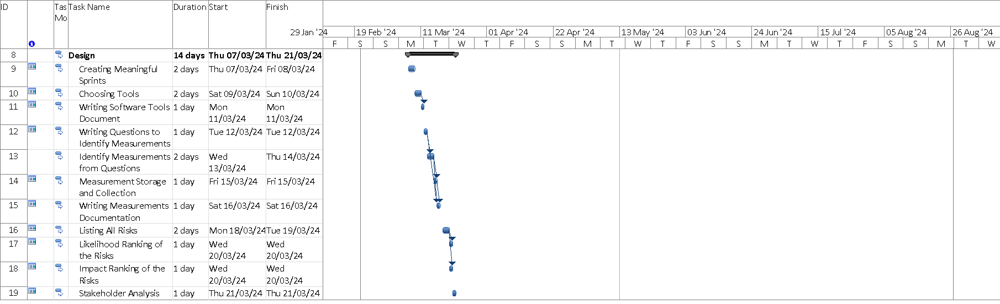 ID Tas Task Name Duration Start Finish
Mo
29 Jan '24 19 Feb '24 11 Mar '24 01 Apr '24 22 Apr '24 13 May '24 03 Jun '24 24 Jun '24 15 Jul '24 05 Aug '24 26 Aug '24
F S S M T W T F S M T W T F S S M T W T F S S M T W
8 Design 14 days Thu 07/03/24 Thu 21/03/24
9 Creating Meaningful 2 days Thu 07/03/24 Fri 08/03/24
Sprints
10 Choosing Tools 2 days Sat 09/03/24 Sun 10/03/24
11 Writing Software Tools 1 day Mon Mon
Document 11/03/24 11/03/24
12 Writing Questions to 1 day Tue 12/03/24 Tue 12/03/24
Identify Measurements
13 Identify Measurements 2 days Wed Thu 14/03/24
from Questions 13/03/24
14 Measurement Storage 1 day Fri 15/03/24 Fri 15/03/24
and Collection
15 Writing Measurements 1 day Sat 16/03/24 Sat 16/03/24
Documentation
16 Listing All Risks 2 days Mon 18/03/24 Tue 19/03/24
17 Likelihood Ranking of 1 day Wed Wed
the Risks 20/03/24 20/03/24
18 Impact Ranking of the 1 day Wed Wed
Risks 20/03/24 20/03/24
19 Stakeholder Analysis 1 day Thu 21/03/24 Thu 21/03/24